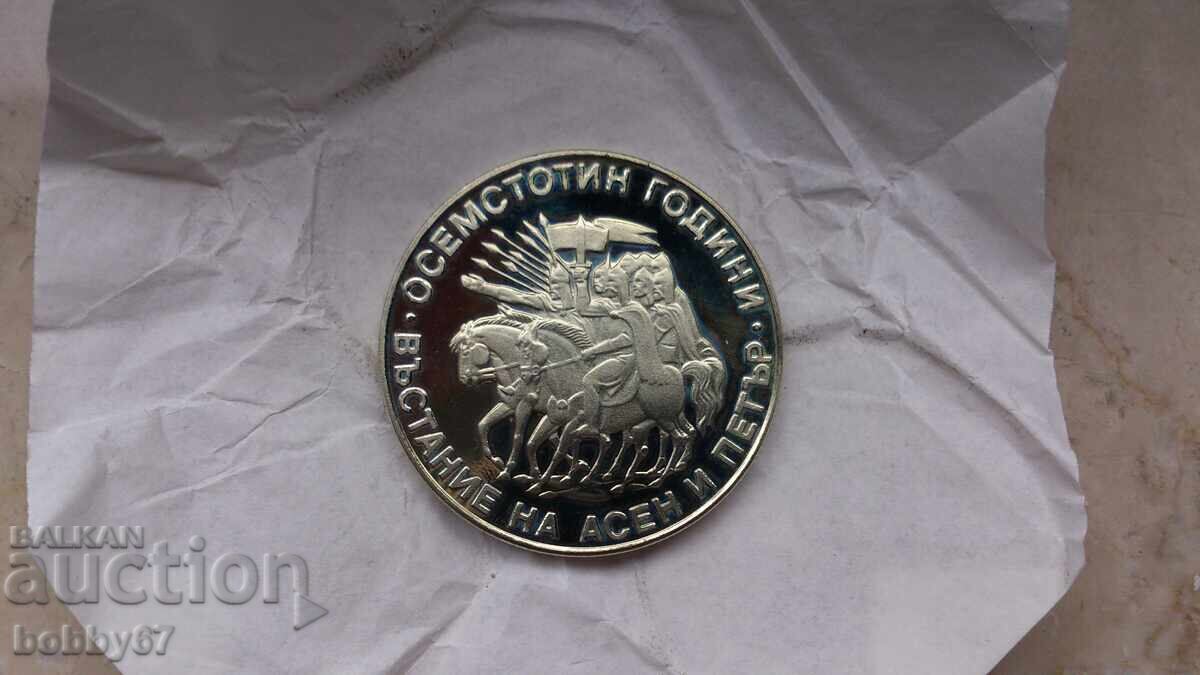 · ОСЕМСТОТИН ГОДИНИ ·
ВЪСТАНИЕ НА АСЕН И ПЕТЪР
BALKAN
auction
bobby67